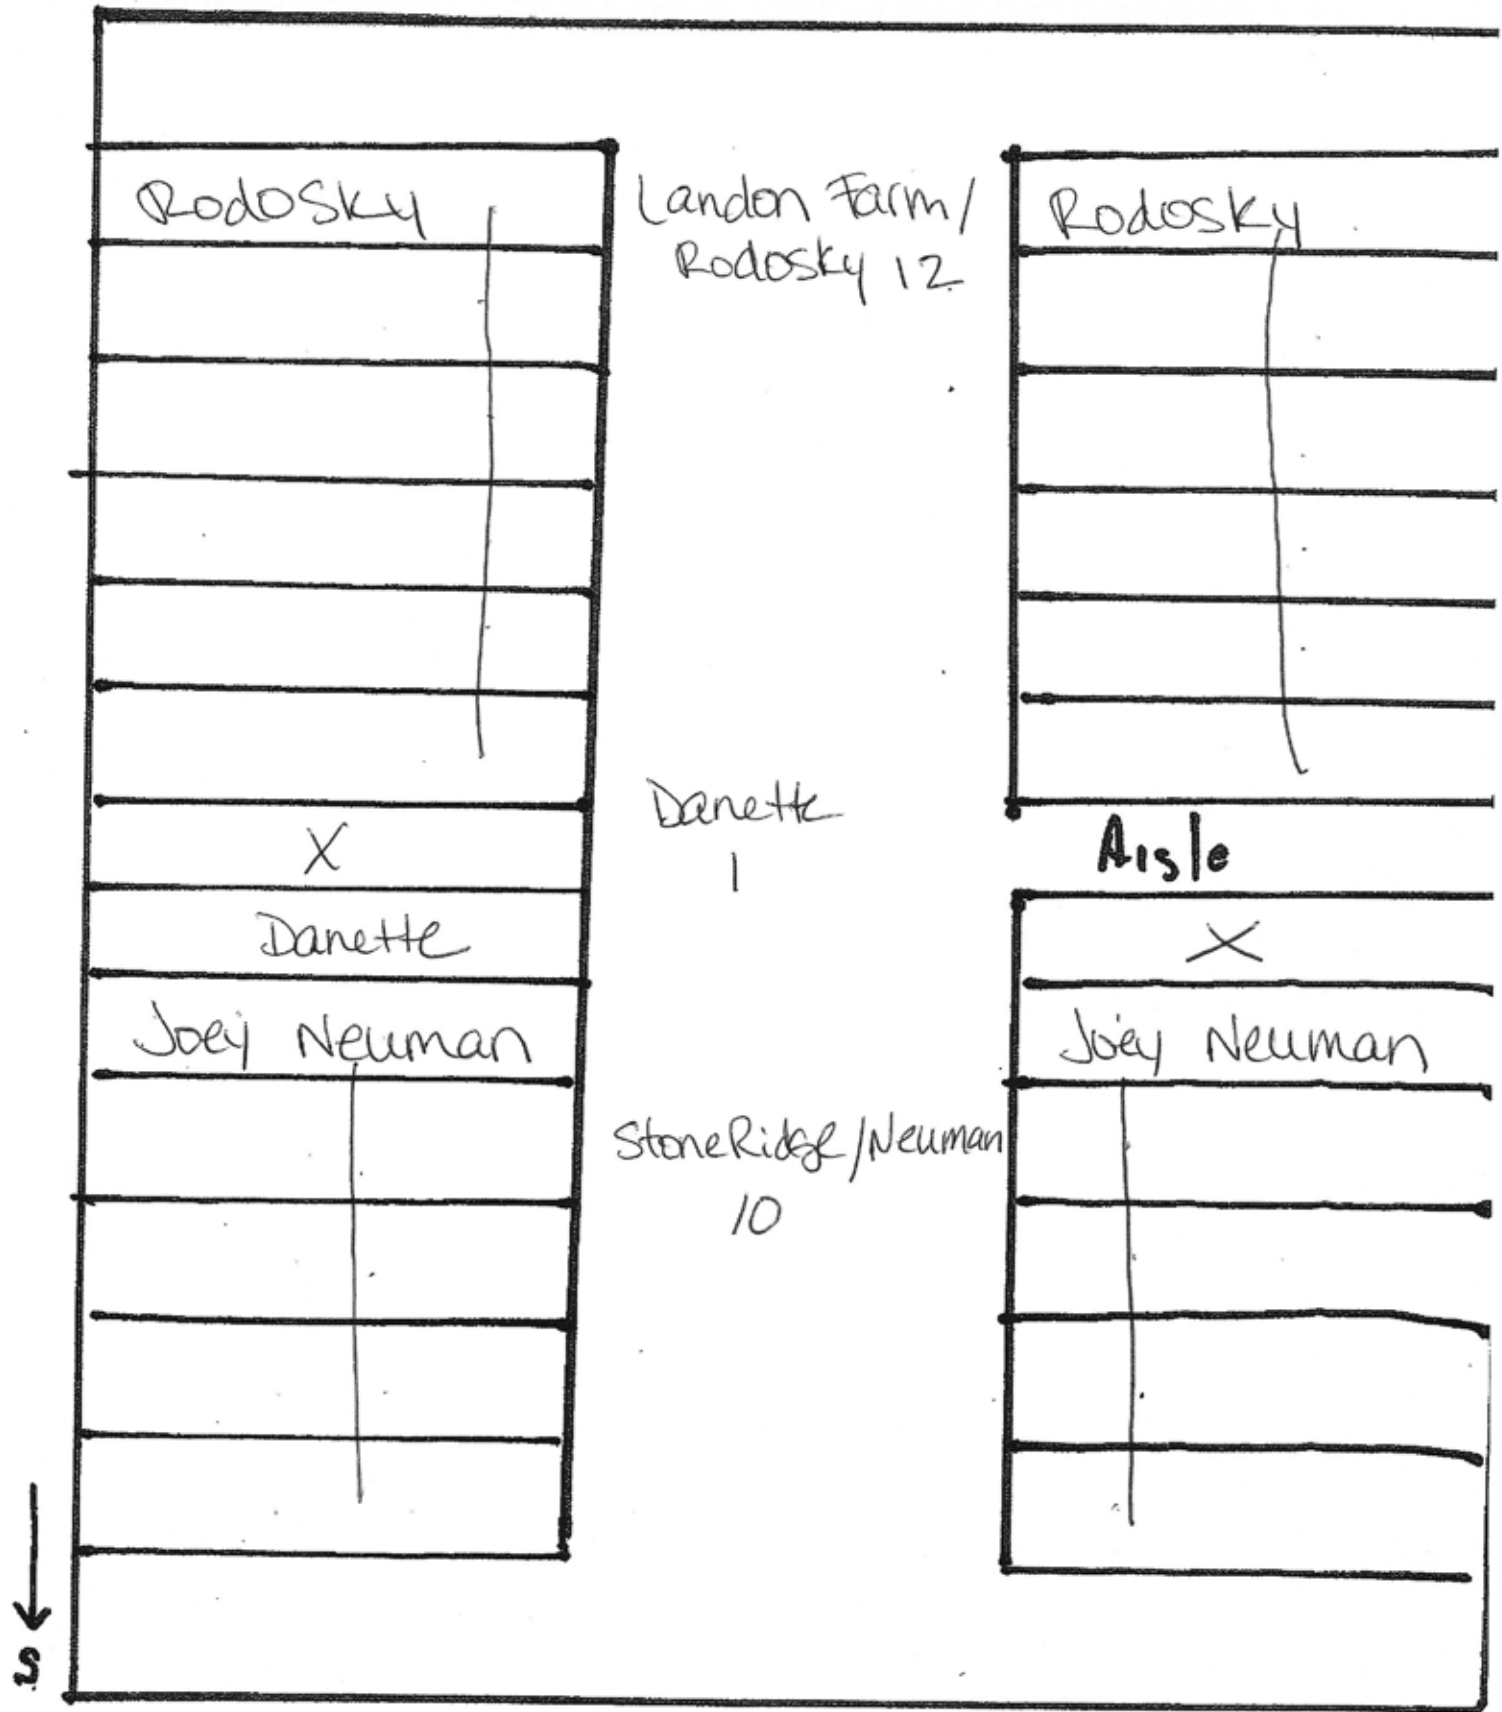 Rodosky
Landon Farm/
Rodosky 12
Rodosky
Danette
1
Aisle
X
Danette
X
Joey Neuman
Joey Neuman
StoneRidge/Neuman
10
S